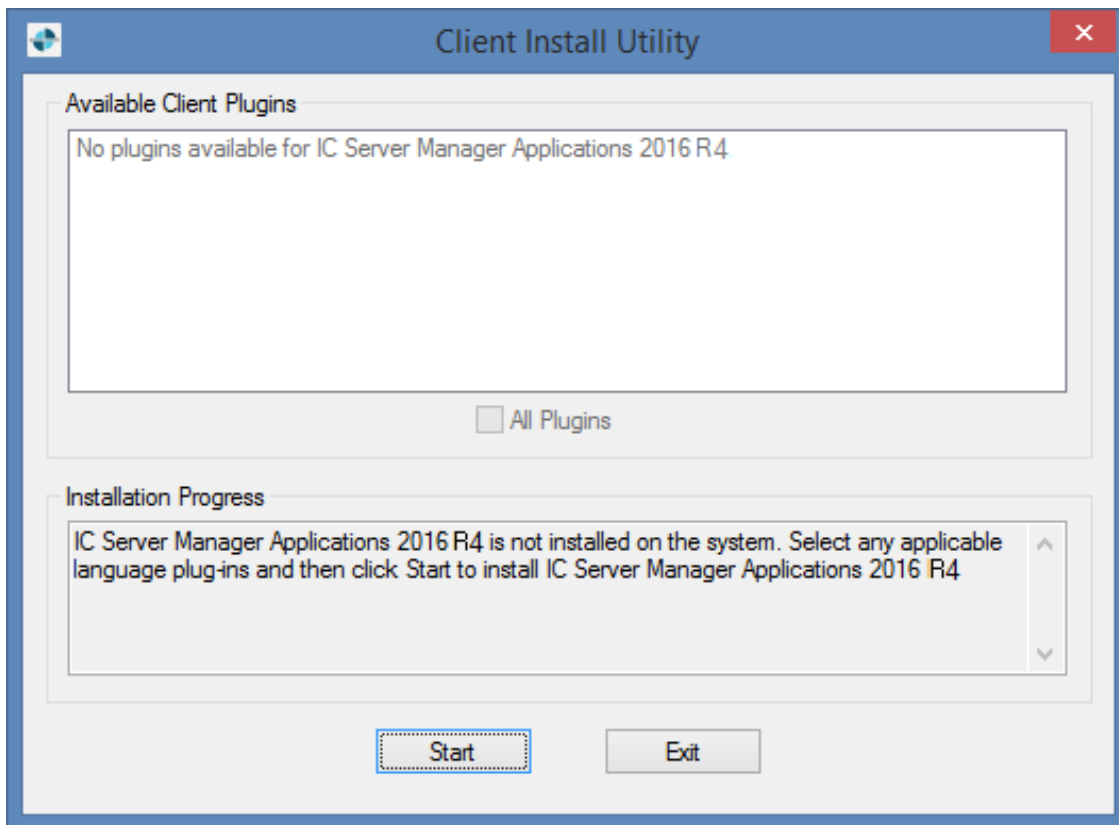 Client Install Utility
Available Client Plugins
No plugins available for IC Server Manager Applications 2016 R4
All Plugins
Installation Progress
IC Server Manager Applications 2016 R4 is not installed on the system. Select any applicable
language plug-ins and then click Start to install IC Server Manager Applications 2016 R4
Start
Exit